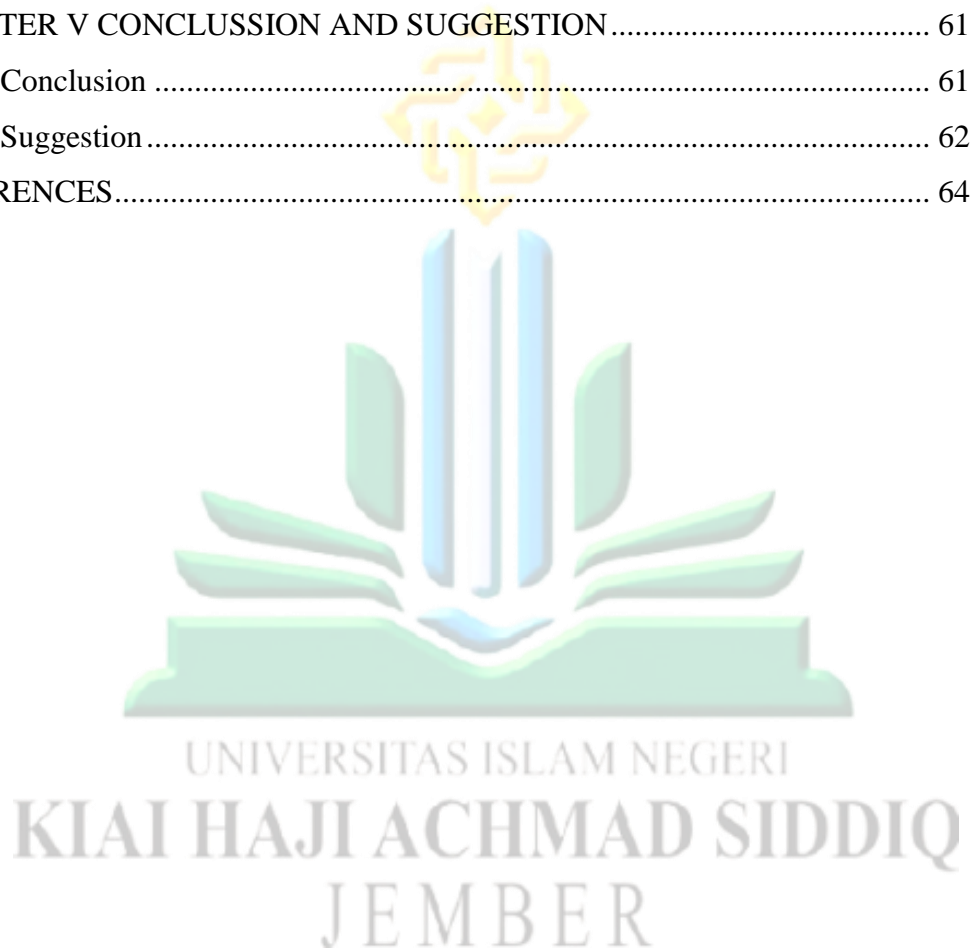 TER V CONCLUSSION AND SUGGESTION ........................................ 61
Conclusion .................................................................................................. 61
Suggestion ................................................................................................... 62
RENCES ....................................................................................................... 64
UNIVERSITAS ISLAM NEGERI
KIAI HAJI ACHMAD SIDDIQ
JEMBER